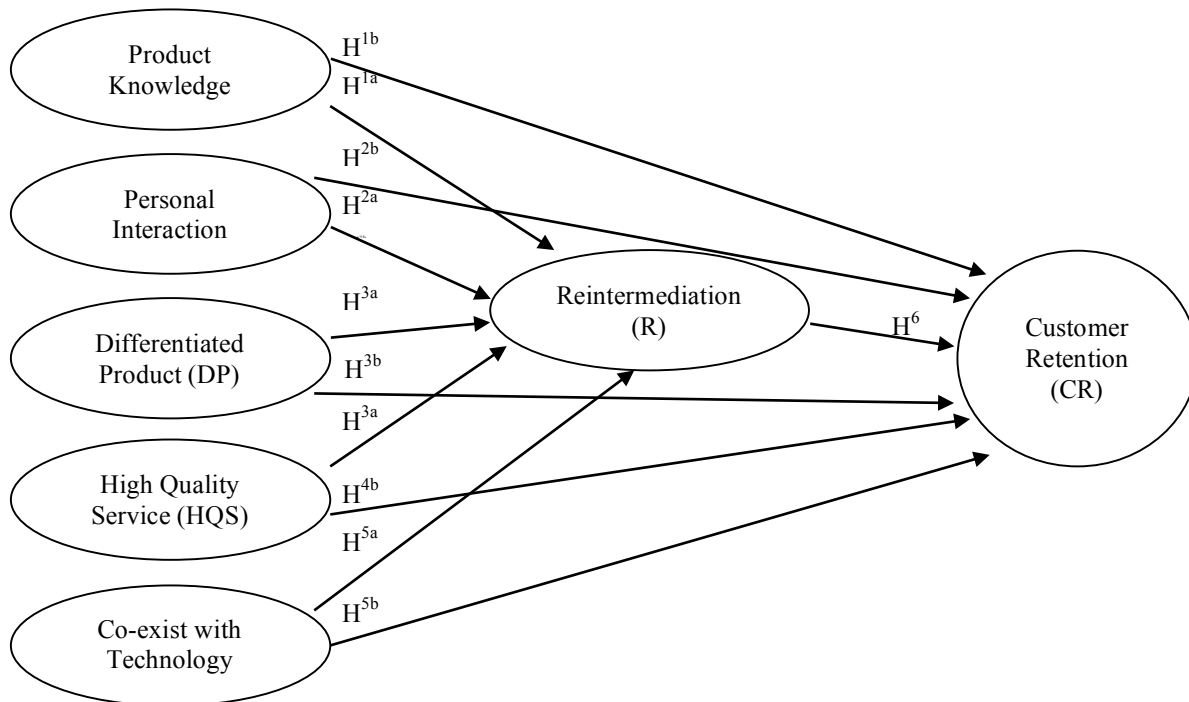 Product
Knowledge
H1b
H1a
Personal
Interaction
H2b
H2a
Differentiated
Product (DP)
H3a
H3b
High Quality
Service (HQS)
H3a
H4b
Co-exist with
Technology
H5a
H5b
Reintermediation
(R)
H6
Customer
Retention
(CR)